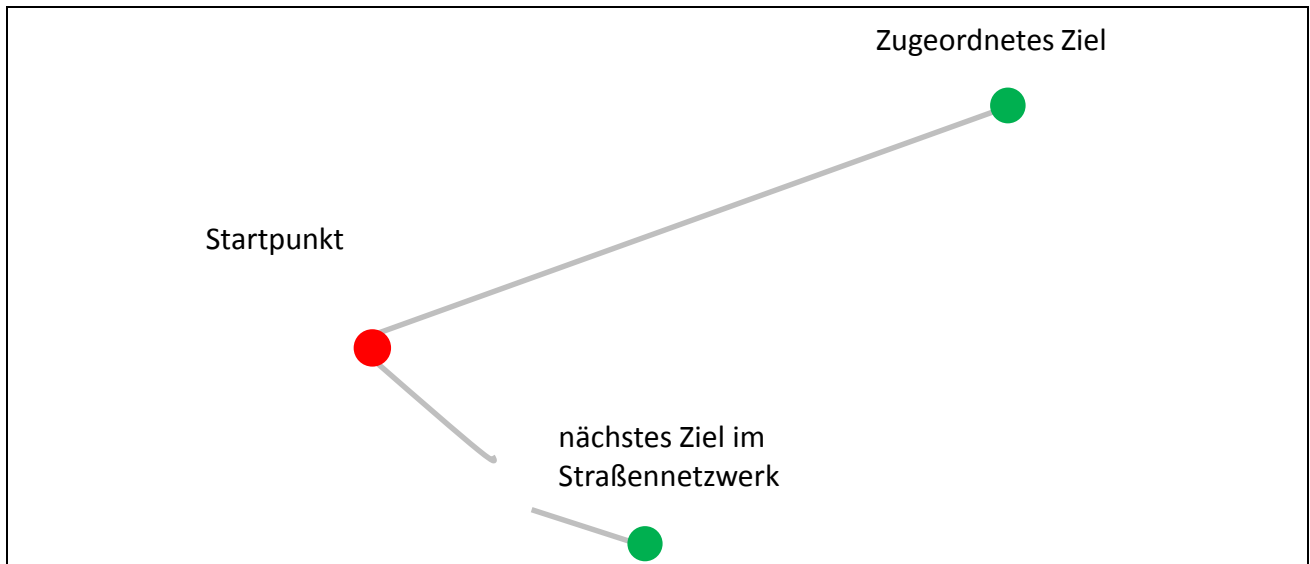 Zugeordnetes Ziel
Startpunkt
nächstes Ziel im
Straßennetzwerk